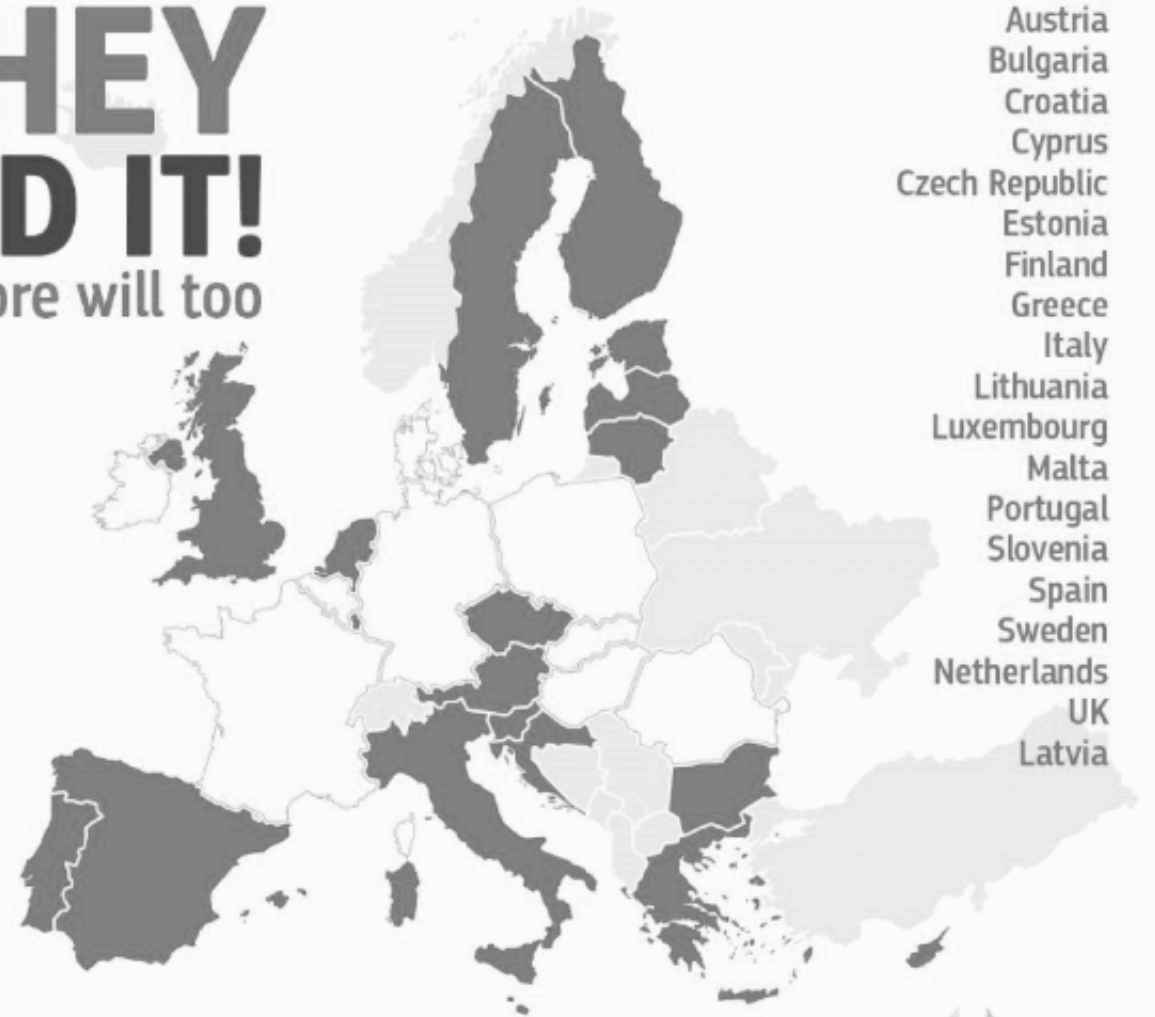 HEY
D IT!
ore will too
Austria
Bulgaria
Croatia
Cyprus
Czech Republic
Estonia
Finland
Greece
Italy
Lithuania
Luxembourg
Malta
Portugal
Slovenia
Spain
Sweden
Netherlands
UK
Latvia